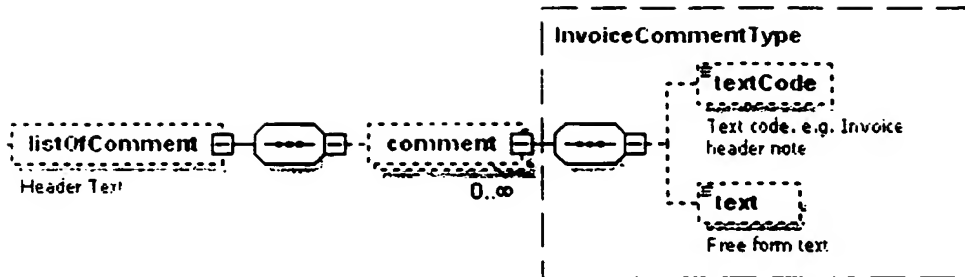 InvoiceCommentType
textCode
Text code, e.g. Invoice
header note
listOfComment
Header Text
comment
0..∞
text
Free form text